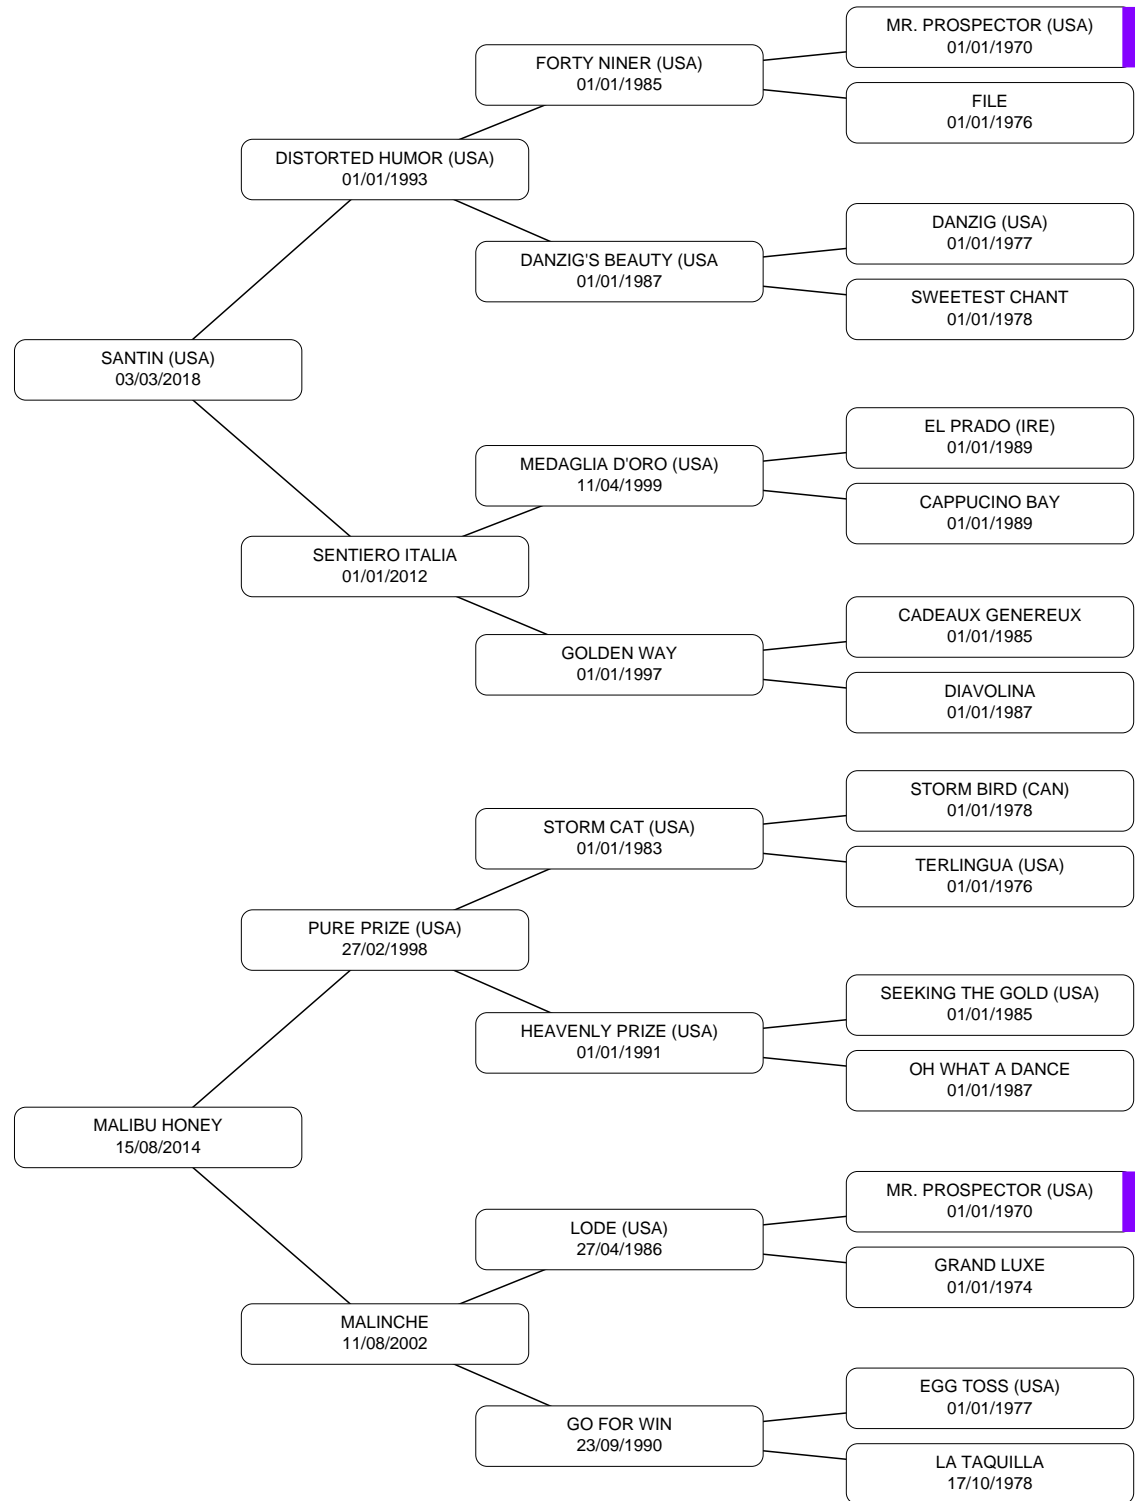 MR. PROSPECTOR (USA)
01/01/1970
FORTY NINER (USA)
01/01/1985
FILE
01/01/1976
DISTORTED HUMOR (USA)
01/01/1993
DANZIG (USA)
01/01/1977
DANZIG'S BEAUTY (USA
01/01/1987
SWEETEST CHANT
01/01/1978
SANTIN (USA)
03/03/2018
EL PRADO (IRE)
01/01/1989
MEDAGLIA D'ORO (USA)
11/04/1999
CAPPUCINO BAY
01/01/1989
SENTIERO ITALIA
01/01/2012
CADEAUX GENEREUX
01/01/1985
GOLDEN WAY
01/01/1997
DIAVOLINA
01/01/1987
STORM BIRD (CAN)
01/01/1978
STORM CAT (USA)
01/01/1983
TERLINGUA (USA)
01/01/1976
PURE PRIZE (USA)
27/02/1998
SEEKING THE GOLD (USA)
01/01/1985
HEAVENLY PRIZE (USA)
01/01/1991
OH WHAT A DANCE
01/01/1987
MALIBU HONEY
15/08/2014
MR. PROSPECTOR (USA)
01/01/1970
LODE (USA)
27/04/1986
GRAND LUXE
01/01/1974
MALINCHE
11/08/2002
EGG TOSS (USA)
01/01/1977
GO FOR WIN
23/09/1990
LA TAQUILLA
17/10/1978